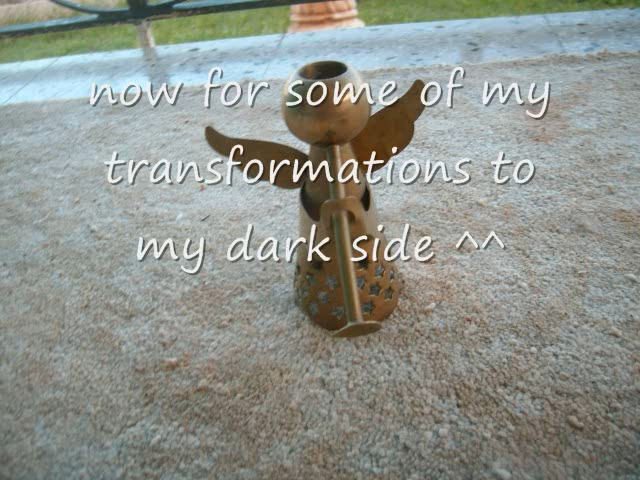 now for some of my
transformations to
my dark side ^^